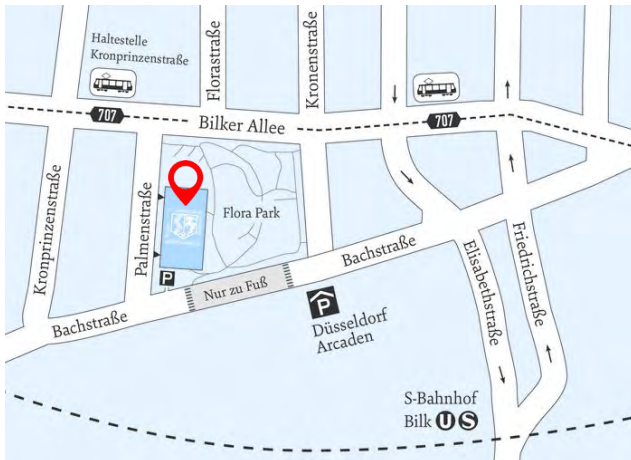 Haltestelle
Kronprinzenstraße
Florastraße
Kronenstraße
707
Bilker Allee
707
Kronprinzenstraße
Palmenstraße
Flora Park
P
Nur zu Fuß
Bachstraße
Bachstraße
P
Düsseldorf
Arcaden
Elisabethstraße
Friedrichstraße
S-Bahnhof
Bilk U S